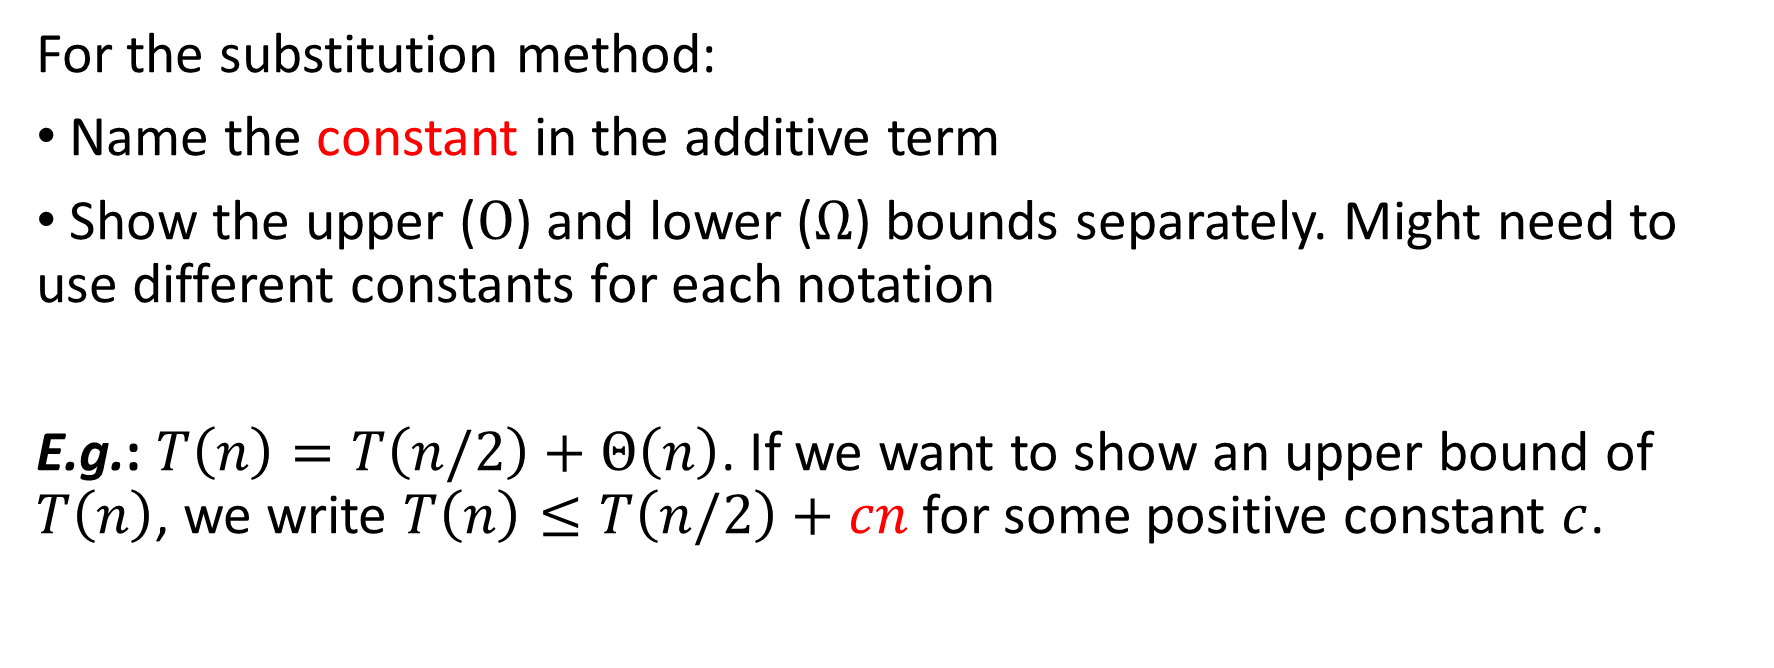 For the substitution method:
• Name the constant in the additive term
• Show the upper (O) and lower (Ω) bounds separately. Might need to
use different constants for each notation
E.g.: T(n) = T(n/2) + Θ(n). If we want to show an upper bound of
T(n), we write T(n) ≤ T(n/2) + cn for some positive constant c.